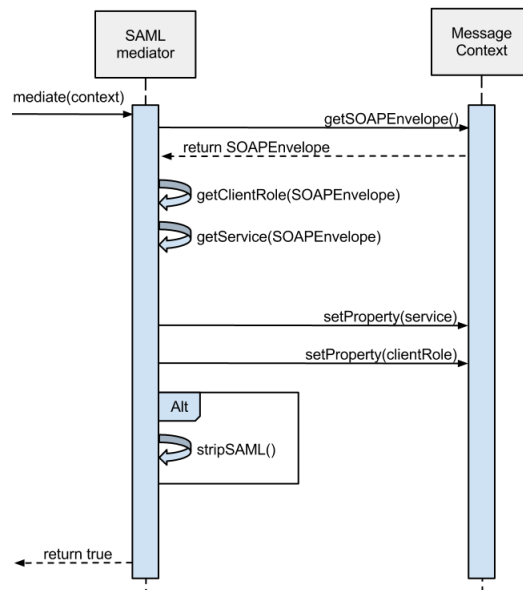 SAML
mediator
Message
Context
mediate(context)
getSOAPEnvelope()
return SOAPEnvelope
getClientRole(SOAPEnvelope)
getService(SOAPEnvelope)
setProperty(service)
setProperty(clientRole)
Alt
stripSAML()
return true